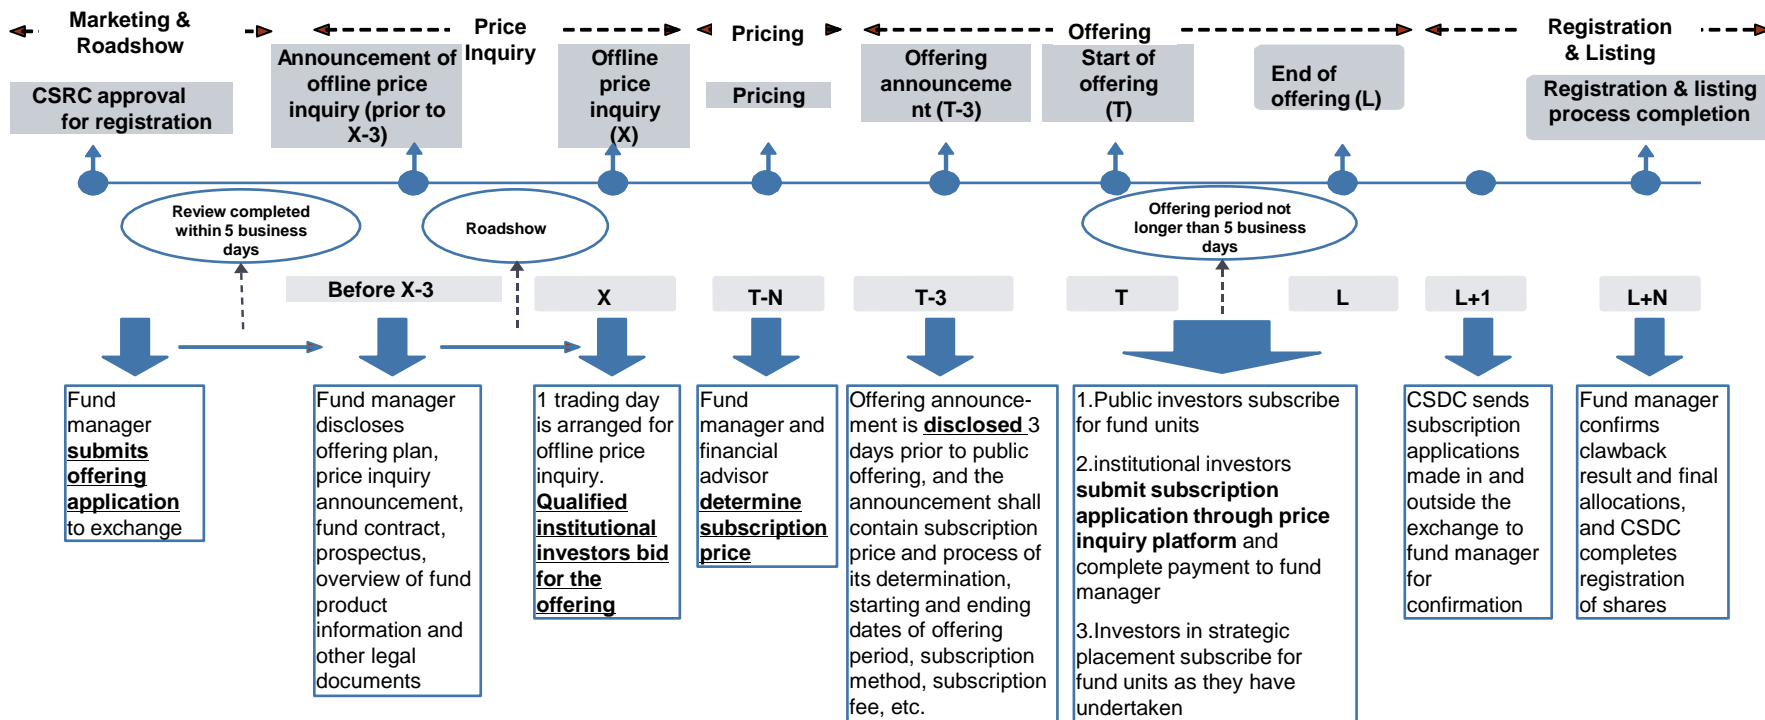 Marketing &
Roadshow
Price
Inquiry
Pricing
Offering
Registration
& Listing
CSRC approval
for registration
Announcement of
offline price
inquiry (prior to
X-3)
Offline
price
inquiry
(X)
Pricing
Offering
announceme
nt (T-3)
Start of
offering
(T)
End of
offering (L)
Registration & listing
process completion
Review completed
within 5 business
days
Roadshow
Offering period not
longer than 5 business
days
Before X-3
X
T-N
T-3
T
L
L+1
L+N
Fund
manager
submits
offering
application
to exchange
Fund manager
discloses
offering plan,
price inquiry
announcement,
fund contract,
prospectus,
overview of fund
product
information and
other legal
documents
1 trading day
is arranged for
offline price
inquiry.
Qualified
institutional
investors bid
for the
offering
Fund
manager and
financial
advisor
determine
subscription
price
Offering announce-
ment is disclosed 3
days prior to public
offering, and the
announcement shall
contain subscription
price and process of
its determination,
starting and ending
dates of offering
period, subscription
method, subscription
fee, etc.
1.Public investors subscribe
for fund units
2.institutional investors
submit subscription
application through price
inquiry platform and
complete payment to fund
manager
3.Investors in strategic
placement subscribe for
fund units as they have
undertaken
CSDC sends
subscription
applications
made in and
outside the
exchange to
fund manager
for
confirmation
Fund manager
confirms
clawback
result and final
allocations,
and CSDC
completes
registration
of shares